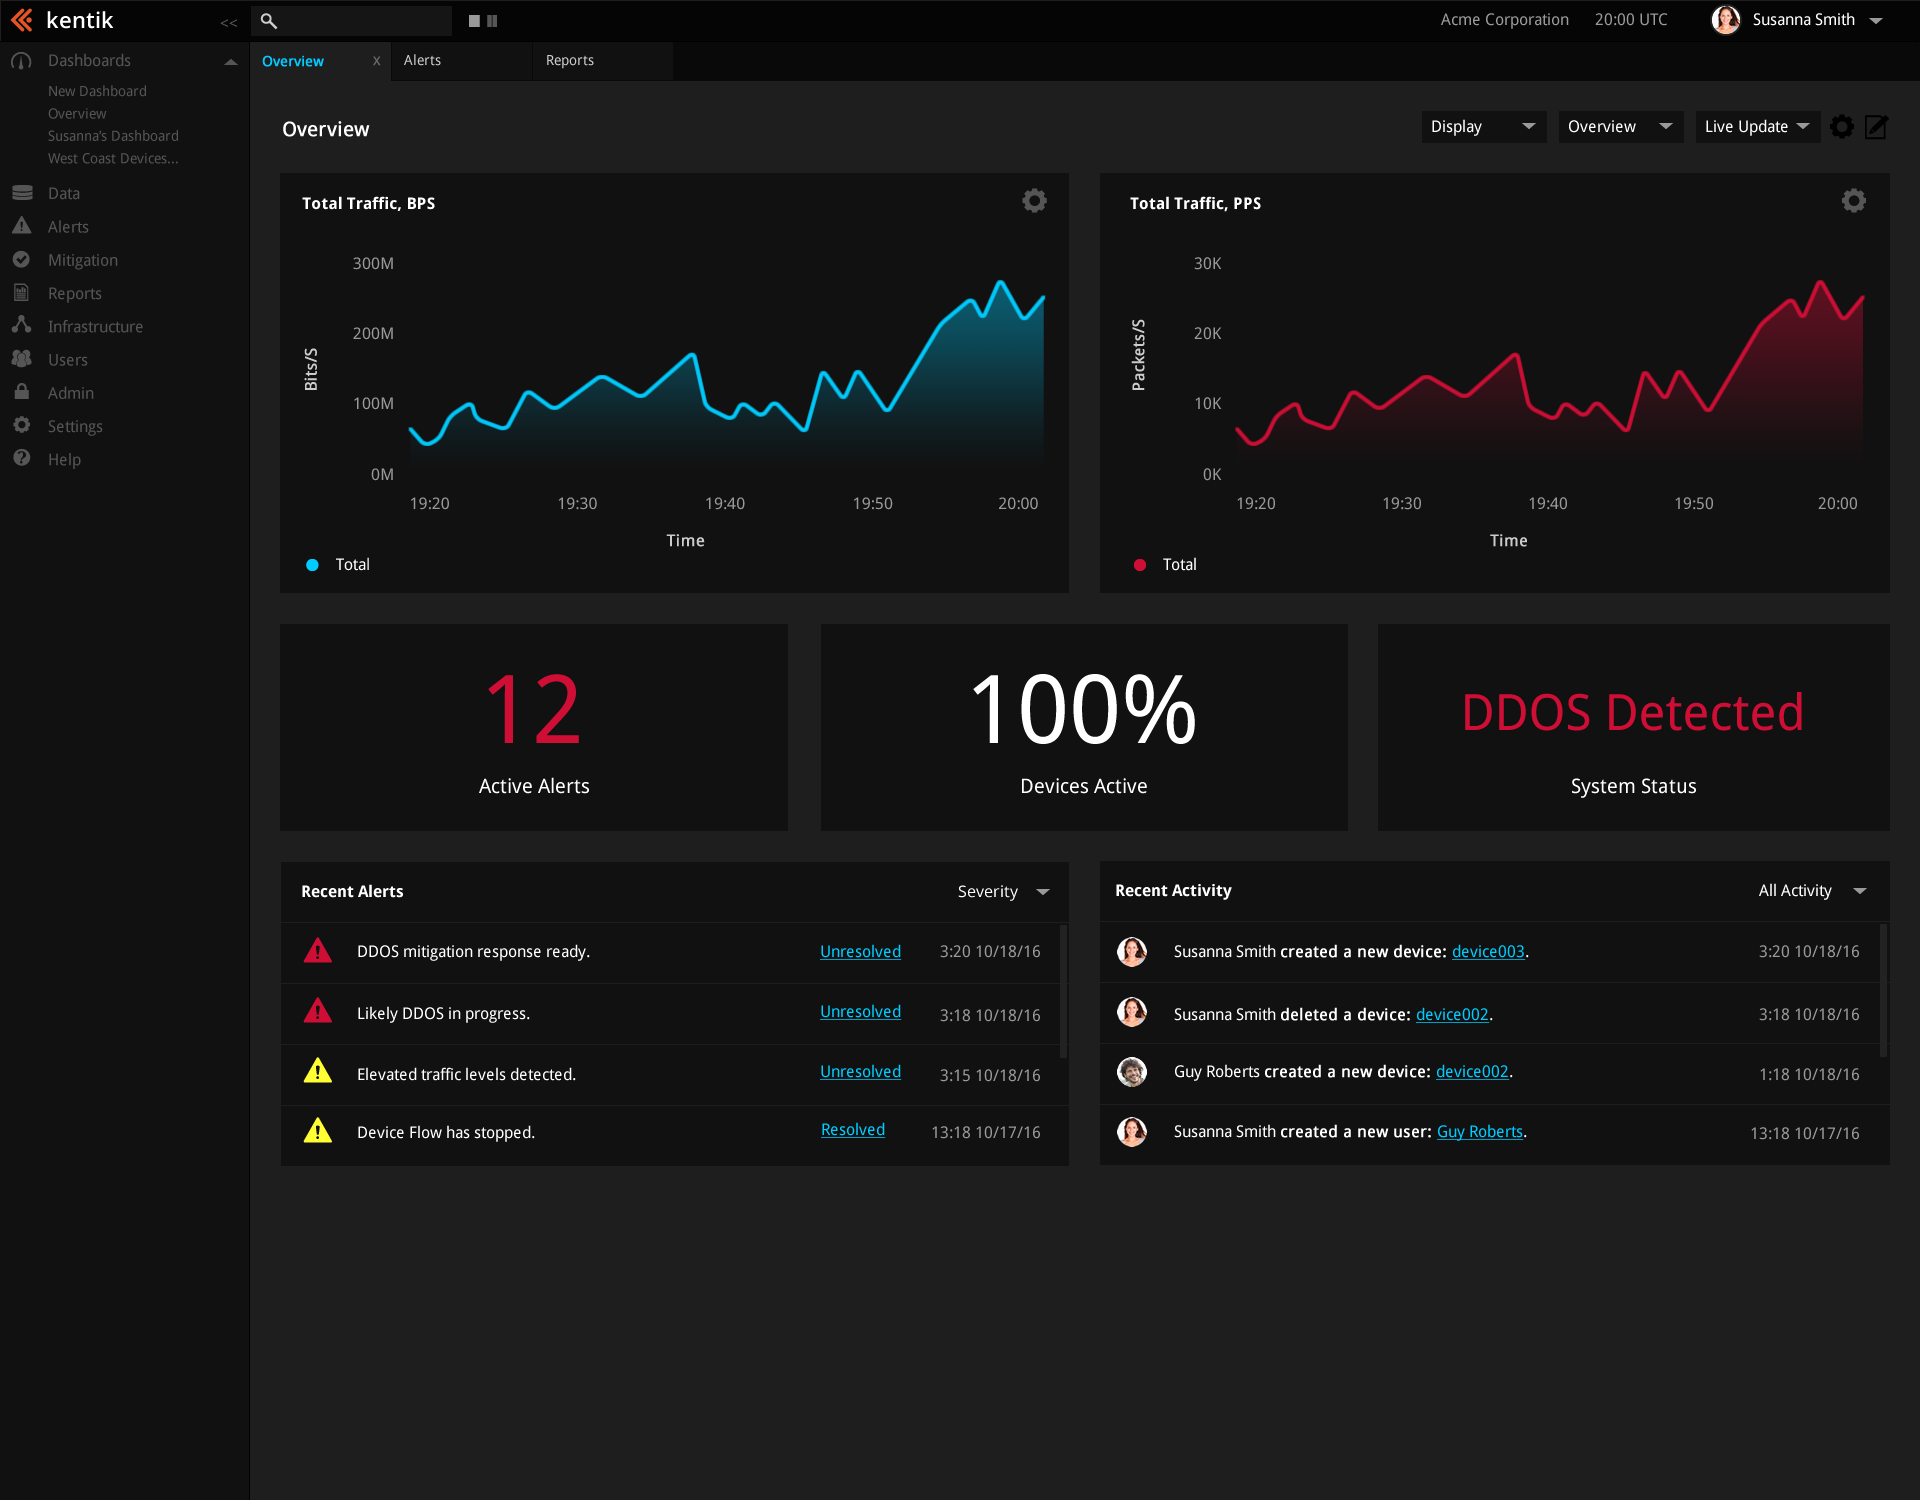 kentik
<<
Acme Corporation
20:00 UTC
Susanna Smith
Dashboards
New Dashboard
Overview
Susanna's Dashboard
West Coast Devices...
Data
Alerts
Mitigation
Reports
Infrastructure
Users
Admin
Settings
Help
Overview x
Alerts
Reports
Overview
Display
Overview
Live Update
Total Traffic, BPS
300M
200M
100M
0M
Bits/S
19:20 19:30 19:40 19:50 20:00
Time
Total
Total Traffic, PPS
30K
20K
10K
0K
Packets/S
19:20 19:30 19:40 19:50 20:00
Time
Total
12
Active Alerts
100%
Devices Active
DDOS Detected
System Status
Recent Alerts Severity
DDOS mitigation response ready. Unresolved 3:20 10/18/16
Likely DDOS in progress. Unresolved 3:18 10/18/16
Elevated traffic levels detected. Unresolved 3:15 10/18/16
Device Flow has stopped. Resolved 13:18 10/17/16
Recent Activity All Activity
Susanna Smith created a new device: device003. 3:20 10/18/16
Susanna Smith deleted a device: device002. 3:18 10/18/16
Guy Roberts created a new device: device002. 1:18 10/18/16
Susanna Smith created a new user: Guy Roberts. 13:18 10/17/16